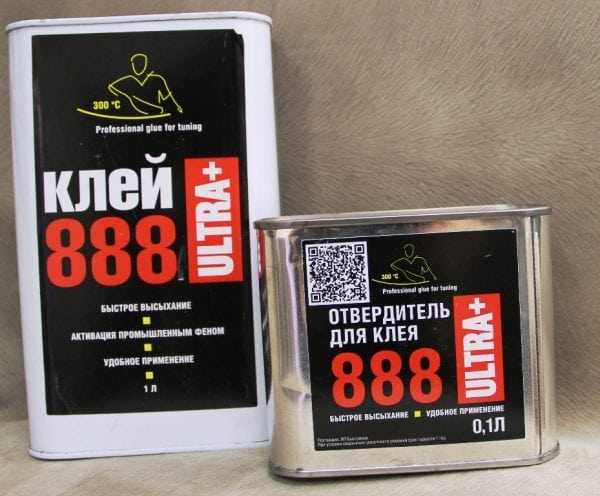 300 °C
Professional glue for tuning
клей
888
ULTRA+
БЫСТРОЕ ВЫСЫХАНИЕ
АКТИВАЦИЯ ПРОМЫШЛЕННЫМ ФЕНОМ
УДОБНОЕ ПРИМЕНЕНИЕ
1 Л
300 °C
Professional glue for tuning
ОТВЕРДИТЕЛЬ
ДЛЯ КЛЕЯ
888
ULTRA+
БЫСТРОЕ ВЫСЫХАНИЕ УДОБНОЕ ПРИМЕНЕНИЕ
0,1Л